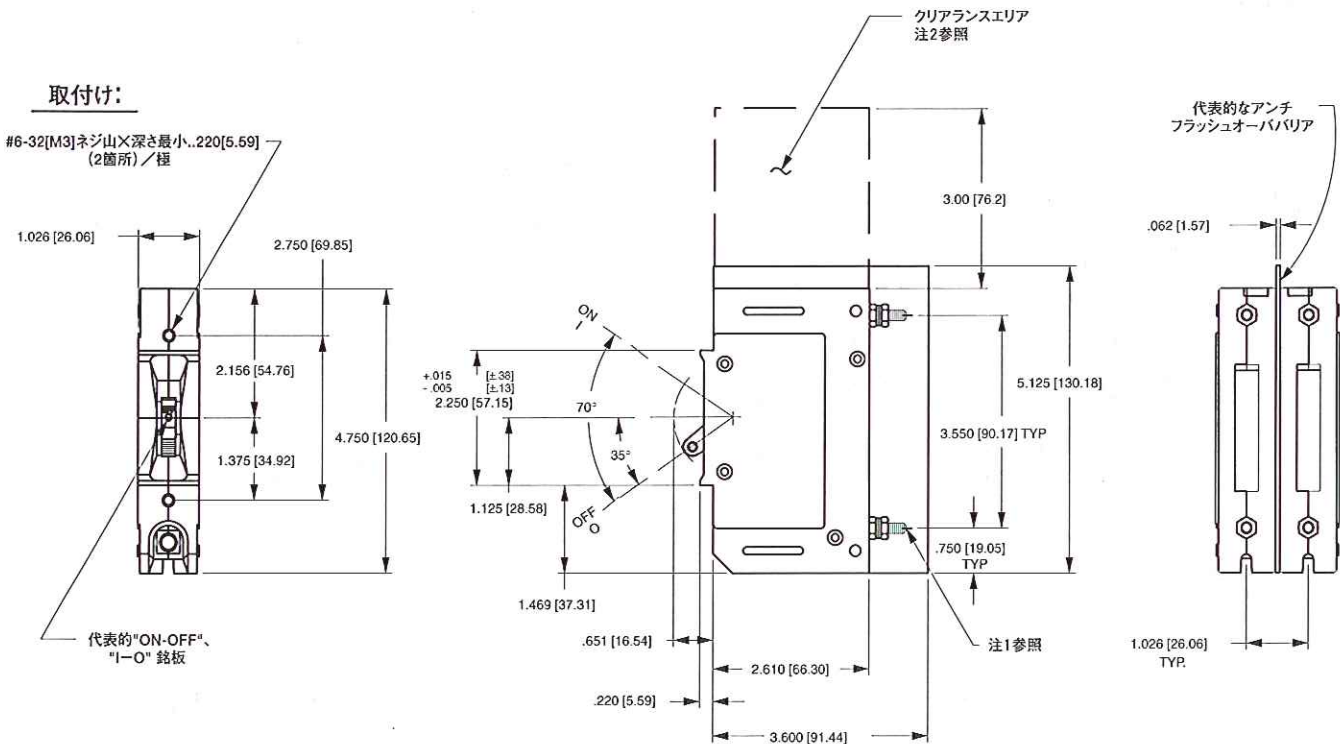 クリアランスエリア
注2参照
取付け:
代表的なアンチ
フラッシュオーババリア
#6-32[M3]ネジ山×深さ最小..220[5.59]
(2箇所)/極
3.00 [76.2]
1.026 [26.06]
2.750 [69.85]
.062 [1.57]
ON
I
2.156 [54.76]
+.015 [±.38]
-.005 [±.13]
2.250 [57.15]
70°
5.125 [130.18]
4.750 [120.65]
3.550 [90.17] TYP
35°
1.375 [34.92]
1.125 [28.58]
OFF
O
.750 [19.05]
TYP
1.469 [37.31]
代表的"ON-OFF"、
"I-O" 銘板
.651 [16.54]
注1参照
1.026 [26.06]
TYP.
2.610 [66.30]
.220 [5.59]
3.600 [91.44]